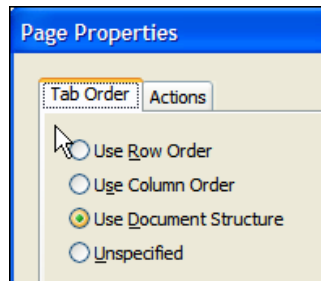 Page Properties
Tab Order Actions
Use Row Order
Use Column Order
Use Document Structure
Unspecified